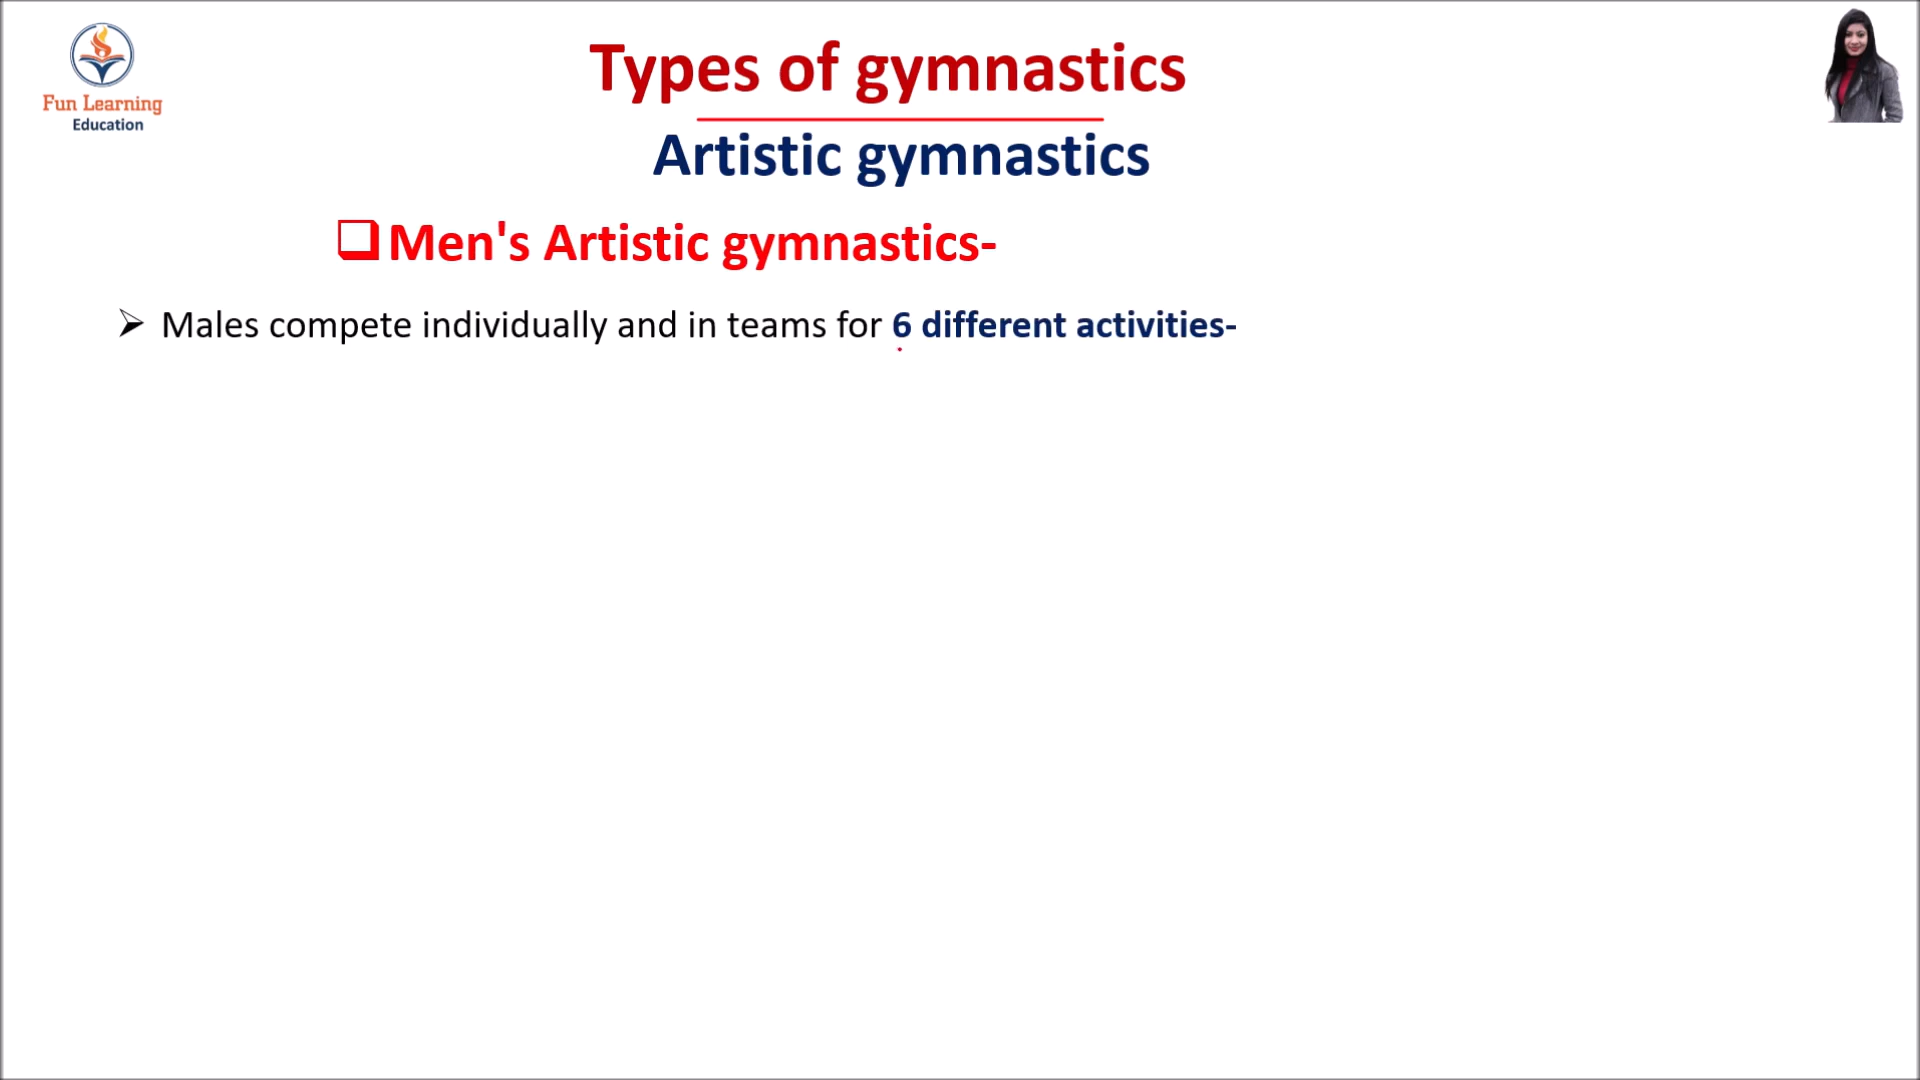 Fun Learning
Education
Types of gymnastics
Artistic gymnastics
Men's Artistic gymnastics-
Males compete individually and in teams for 6 different activities-